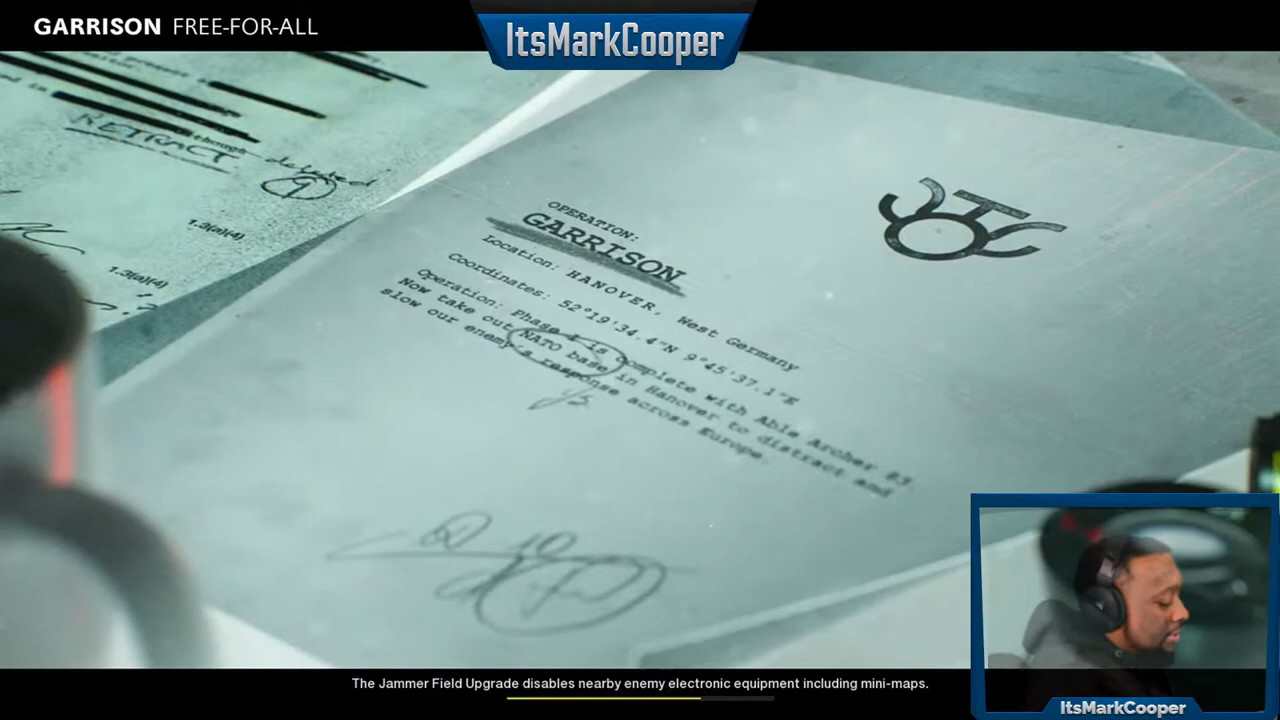 GARRISON FREE-FOR-ALL
ItsMarkCooper
RETRACT
through deleted
1.3(a)(4)
1.3(a)(4)
OPERATION:
GARRISON
Location: HANOVER, West Germany
Coordinates: 52°19'34.4"N 9°45'37.1"E
Operation: Phase 1 is complete with Able Archer 83.
Now take out NATO base in Hanover to distract and
slow our enemy's response across Europe.
The Jammer Field Upgrade disables nearby enemy electronic equipment including mini-maps.
ItsMarkCooper